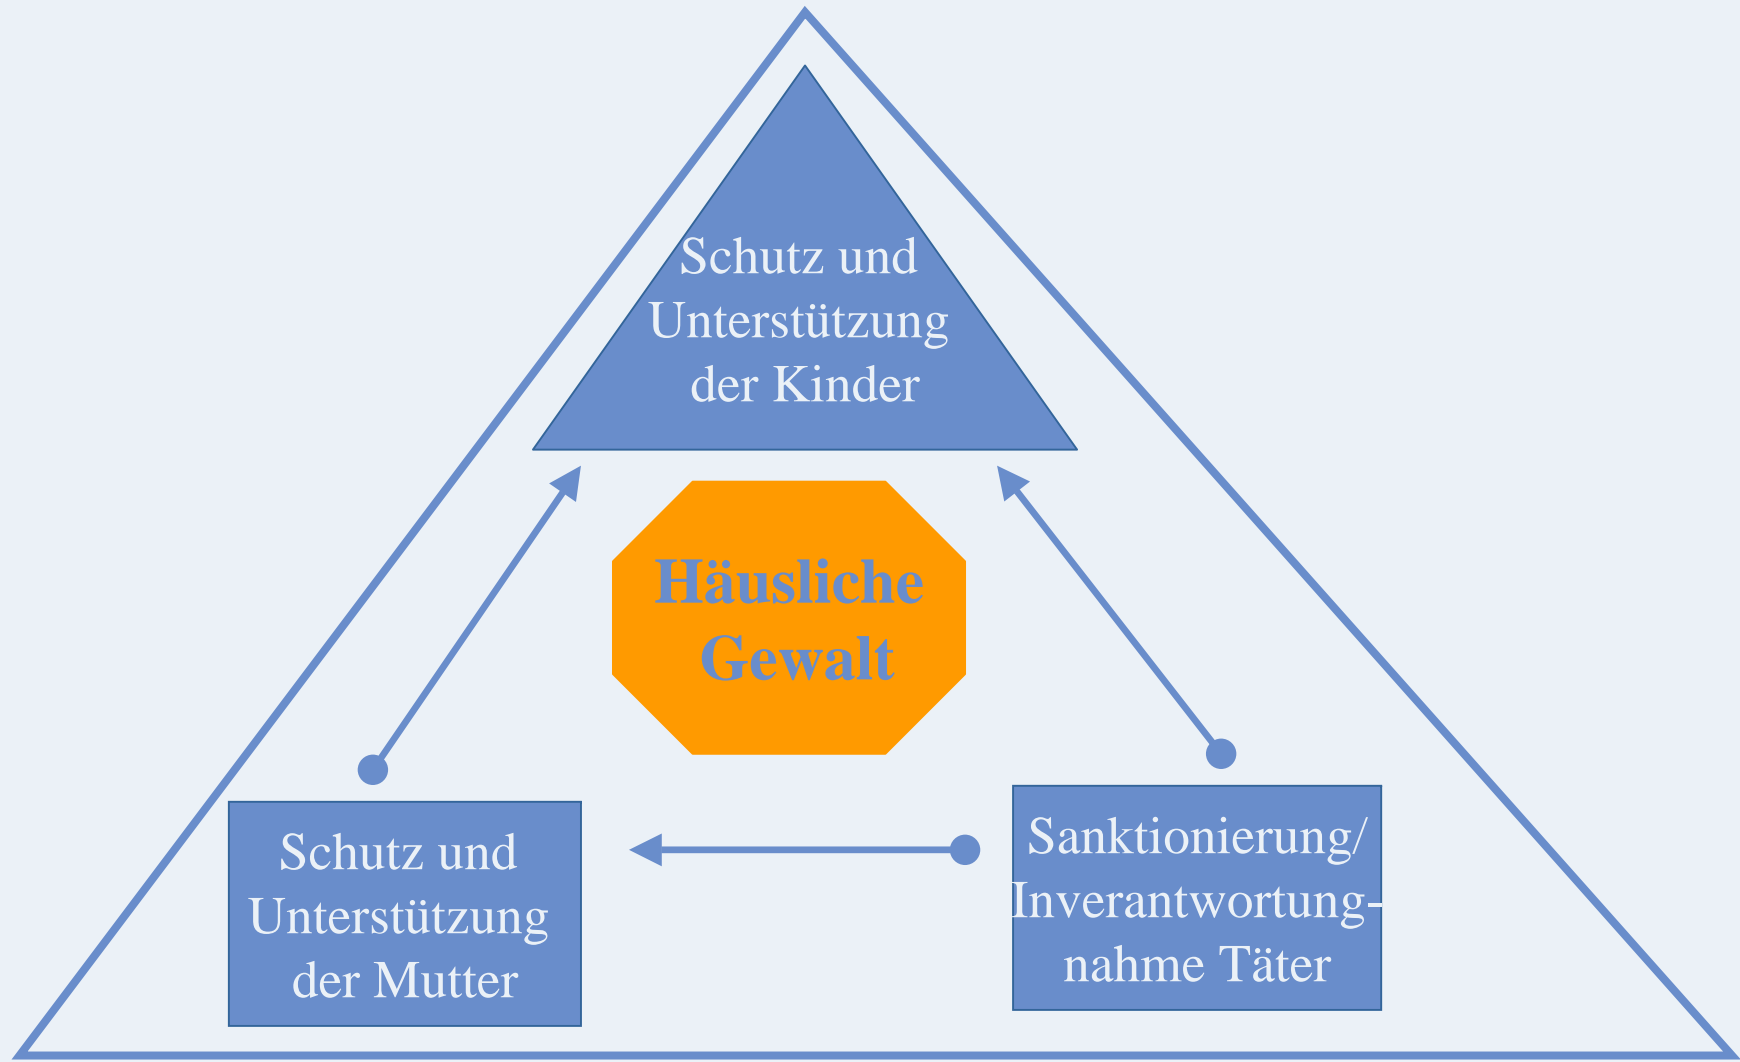 Schutz und
Unterstützung
der Kinder
Häusliche
Gewalt
Schutz und
Unterstützung
der Mutter
Sanktionierung/
Inverantwortung-
nahme Täter